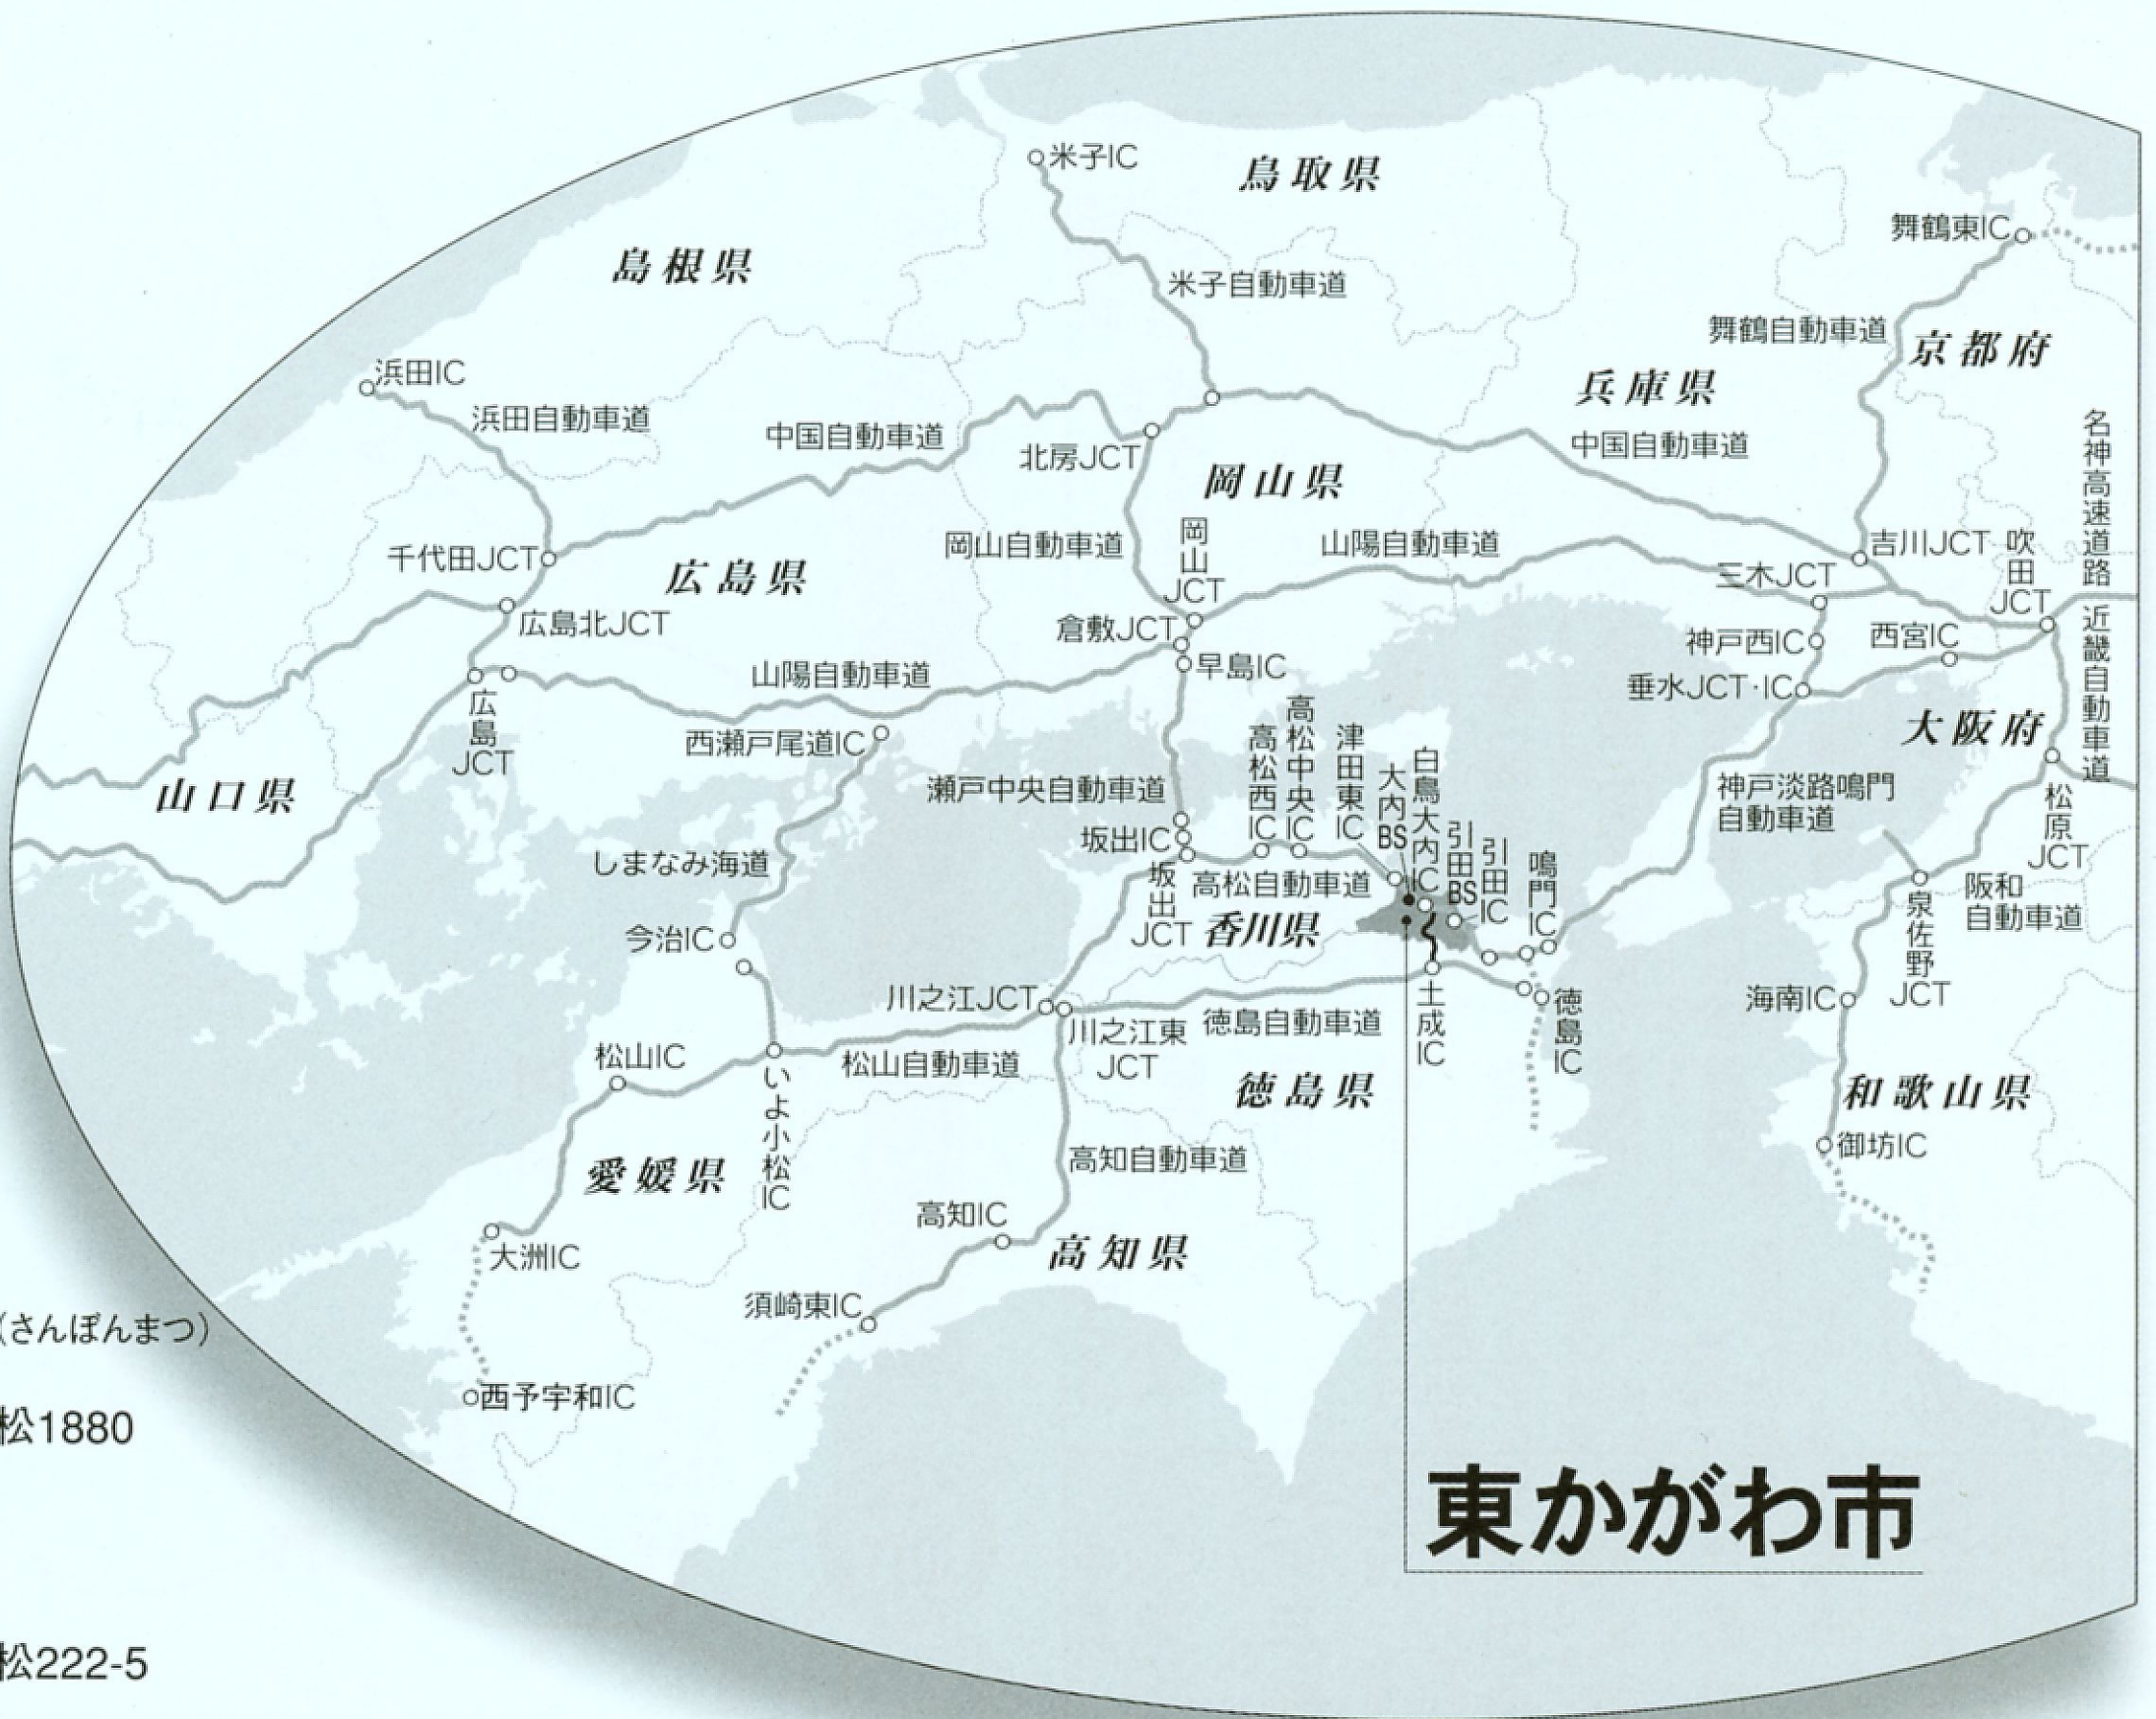 米子IC
鳥取県
舞鶴東IC
島根県
米子自動車道
舞鶴自動車道
京都府
浜田IC
兵庫県
浜田自動車道
中国自動車道
北房JCT
中国自動車道
名神高速道路
岡山県
千代田JCT
岡山自動車道
岡山JCT
山陽自動車道
吉川JCT
吹田JCT
広島県
三木JCT
広島北JCT
倉敷JCT
神戸西IC
西宮IC
近畿自動車道
早島IC
山陽自動車道
垂水JCT・IC
広島JCT
西瀬戸尾道IC
高松西IC
高松中央IC
津田東IC
大内BS
白鳥大内IC
引田BS
引田IC
鳴門IC
大阪府
山口県
瀬戸中央自動車道
神戸淡路鳴門
自動車道
松原JCT
坂出IC
しまなみ海道
坂出JCT
高松自動車道
阪和
自動車道
香川県
泉佐野JCT
今治IC
川之江JCT
海南IC
川之江東
JCT
徳島自動車道
土成IC
徳島IC
松山IC
松山自動車道
いよ小松IC
徳島県
和歌山県
御坊IC
愛媛県
高知自動車道
高知IC
高知県
大洲IC
須崎東IC
(さんぼんまつ)
西予宇和IC
松1880
東かがわ市
松222-5